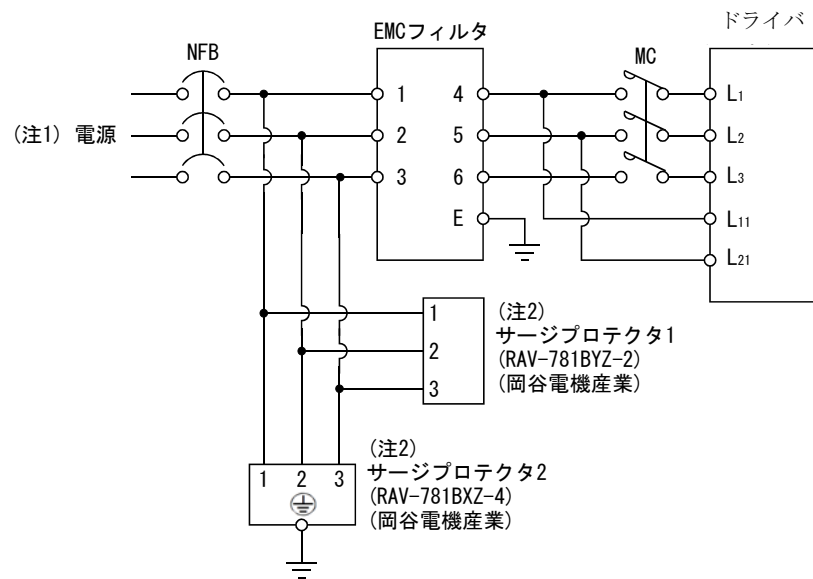 ドライバ
EMCフィルタ
NFB
MC
1
4
L1
(注1) 電源
2
5
L2
3
6
L3
E
L11
L21
1
2
3
(注2)
サージプロテクタ1
(RAV-781BYZ-2)
(岡谷電機産業)
1 2 3
(注2)
サージプロテクタ2
(RAV-781BXZ-4)
(岡谷電機産業)